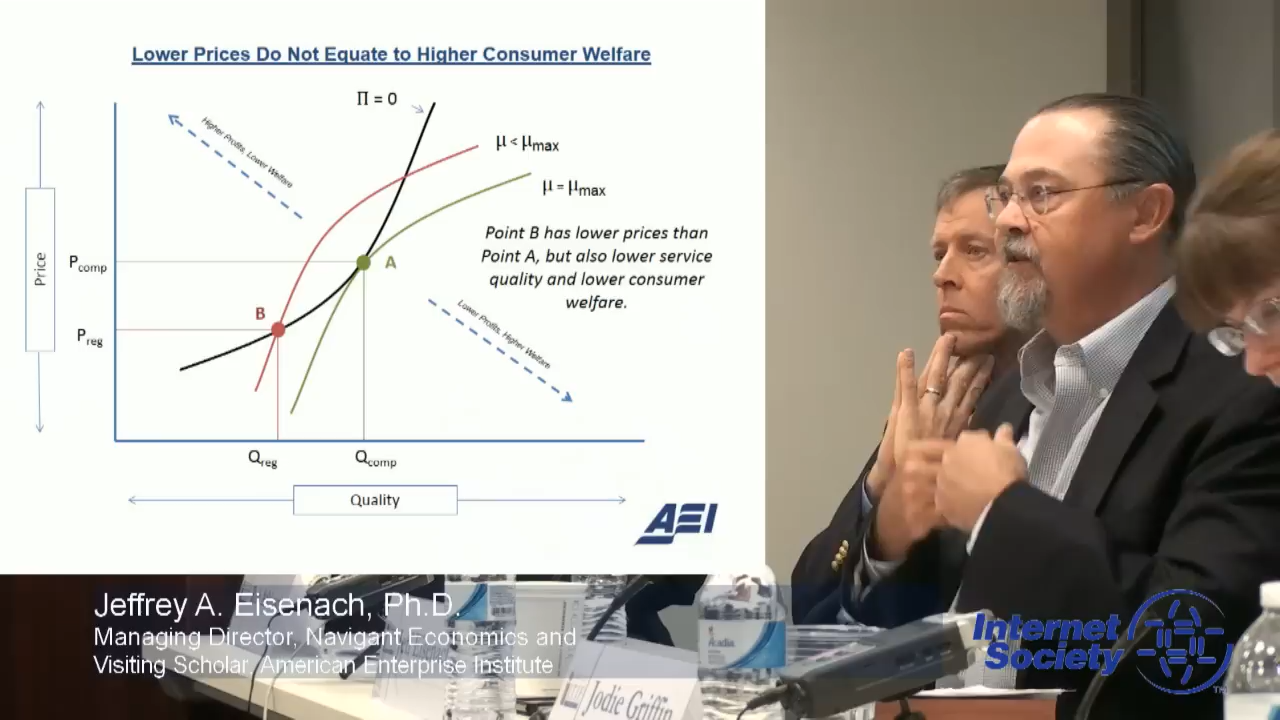 Lower Prices Do Not Equate to Higher Consumer Welfare
Π = 0
Higher Profits, Lower Welfare
μ < μmax
μ = μmax
Point B has lower prices than
Point A, but also lower service
quality and lower consumer
welfare.
Price
Pcomp
A
B
Preg
Lower Profits, Higher Welfare
Qreg
Qcomp
Quality
AEI
Jeffrey A. Eisenach, Ph.D.
Managing Director, Navigant Economics and
Visiting Scholar, American Enterprise Institute
Internet
Society
TM
Acadia
Jodie Griffin